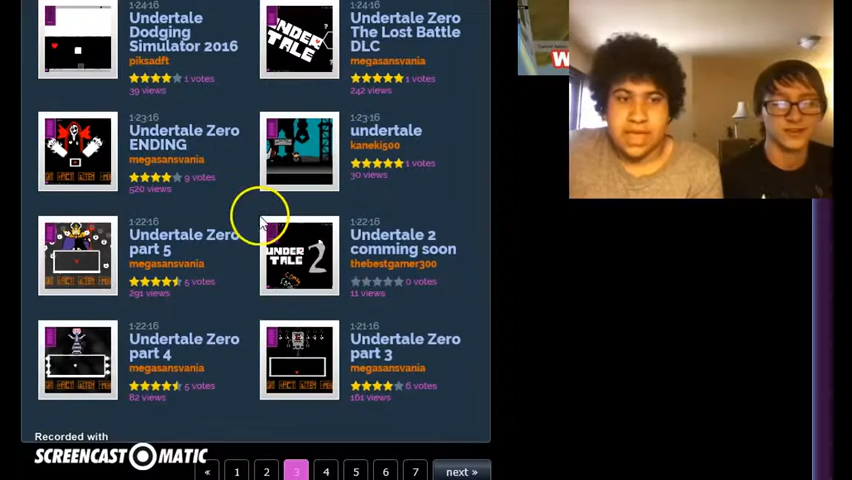 1·24·16
Undertale
Dodging
Simulator 2016
piksadft
1 votes
39 views
1·24·16
Undertale Zero
The Lost Battle
DLC
megasansvania
1 votes
242 views
UNDER
TALE
1·23·16
Undertale Zero
ENDING
megasansvania
9 votes
520 views
1·23·16
undertale
kaneki500
1 votes
30 views
1·22·16
Undertale Zero
part 5
megasansvania
5 votes
291 views
1·22·16
Undertale 2
comming soon
thebestgamer300
0 votes
11 views
UNDER
TALE 2
1·22·16
Undertale Zero
part 4
megasansvania
5 votes
82 views
1·21·16
Undertale Zero
part 3
megasansvania
6 votes
161 views
Recorded with
SCREENCAST MATIC
« 1 2 3 4 5 6 7 next »